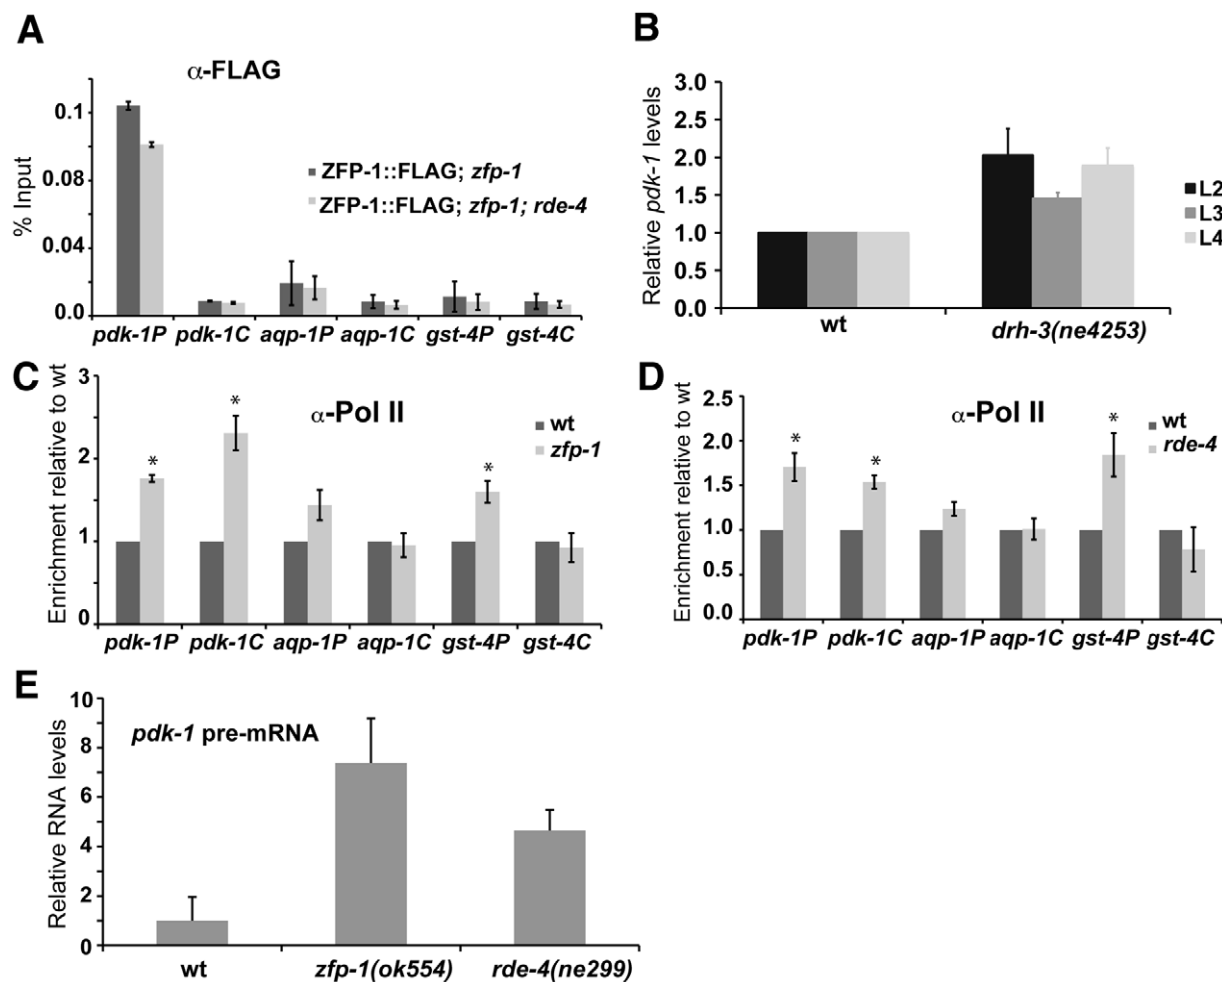 A
α-FLAG
% Input
0.1
0.08
0.04
0.0
ZFP-1::FLAG; zfp-1
ZFP-1::FLAG; zfp-1; rde-4
pdk-1P pdk-1C aqp-1P aqp-1C gst-4P gst-4C
B
Relative pdk-1 levels
3.0
2.5
2.0
1.5
1.0
0.5
0.0
L2
L3
L4
wt drh-3(ne4253)
C
α-Pol II
Enrichment relative to wt
3
2
1
0
wt
zfp-1
* * *
pdk-1P pdk-1C aqp-1P aqp-1C gst-4P gst-4C
D
α-Pol II
Enrichment relative to wt
2.5
2.0
1.5
1.0
0.5
0.0
wt
rde-4
* * *
pdk-1P pdk-1C aqp-1P aqp-1C gst-4P gst-4C
E
pdk-1 pre-mRNA
Relative RNA levels
10
8
6
4
2
0
wt zfp-1(ok554) rde-4(ne299)